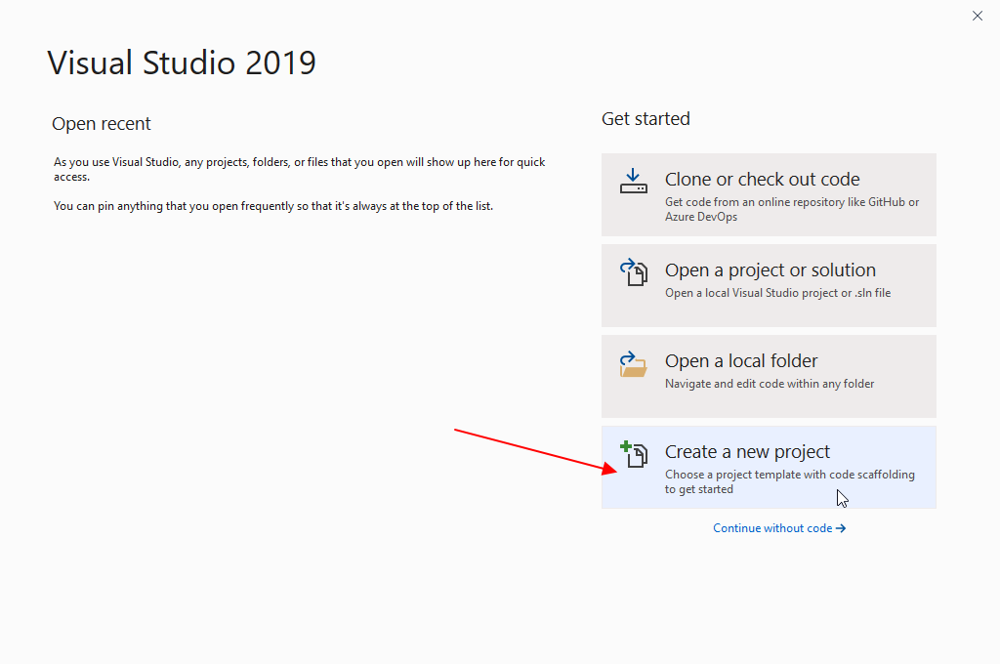 Visual Studio 2019
Open recent
As you use Visual Studio, any projects, folders, or files that you open will show up here for quick
access.
You can pin anything that you open frequently so that it's always at the top of the list.
Get started
Clone or check out code
Get code from an online repository like GitHub or
Azure DevOps
Open a project or solution
Open a local Visual Studio project or .sln file
Open a local folder
Navigate and edit code within any folder
Create a new project
Choose a project template with code scaffolding
to get started
Continue without code